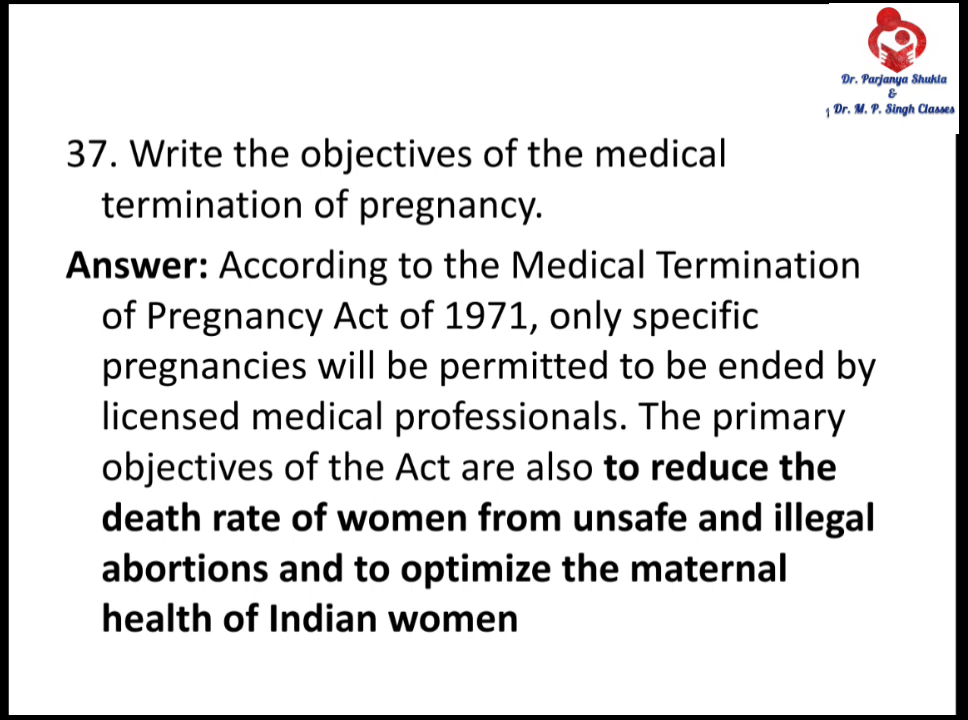 Dr. Parjanya Shukla
&
Dr. M. P. Singh Classes
37. Write the objectives of the medical
termination of pregnancy.
Answer: According to the Medical Termination
of Pregnancy Act of 1971, only specific
pregnancies will be permitted to be ended by
licensed medical professionals. The primary
objectives of the Act are also to reduce the
death rate of women from unsafe and illegal
abortions and to optimize the maternal
health of Indian women